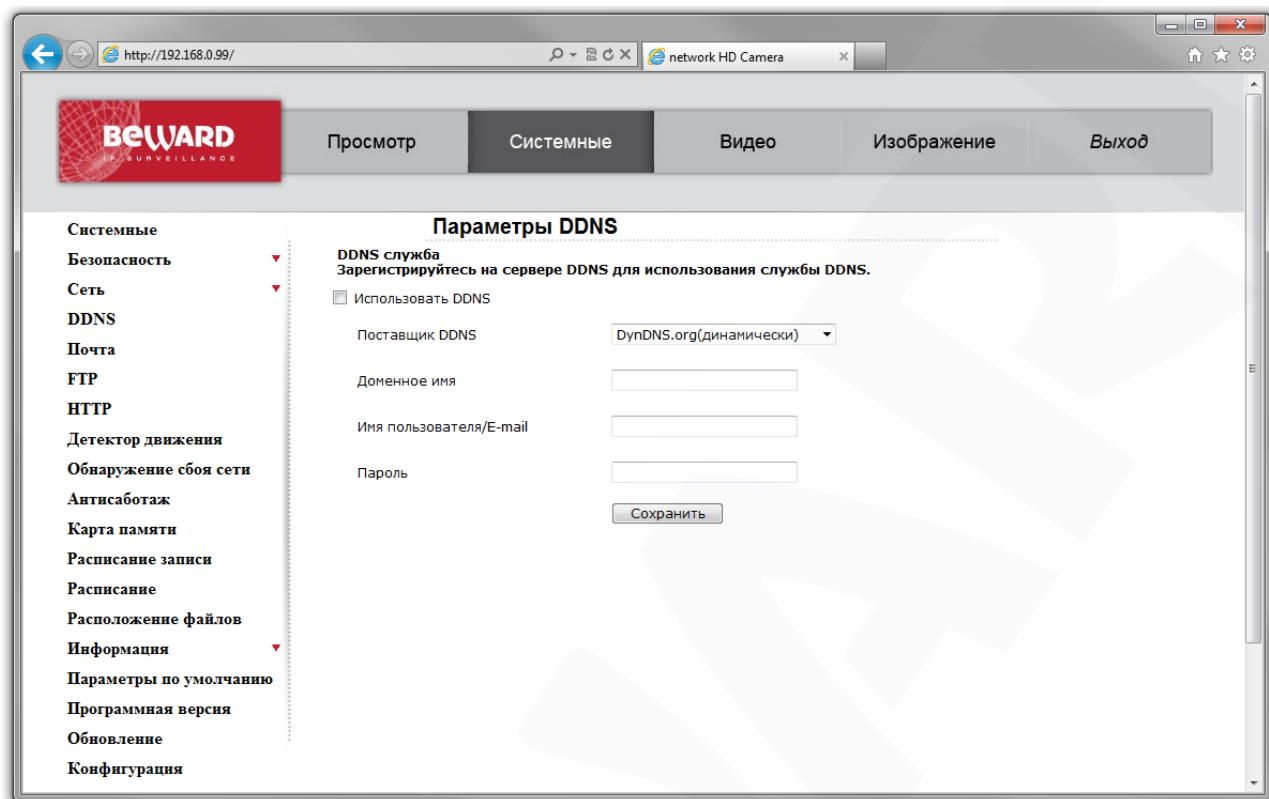 http://192.168.0.99/
network HD Camera
BEWARD
IP SURVEILLANCE
Просмотр
Системные
Видео
Изображение
Выход
Системные
Безопасность
Сеть
DDNS
Почта
FTP
HTTP
Детектор движения
Обнаружение сбоя сети
Антисаботаж
Карта памяти
Расписание записи
Расписание
Расположение файлов
Информация
Параметры по умолчанию
Программная версия
Обновление
Конфигурация
Параметры DDNS
DDNS служба
Зарегистрируйтесь на сервере DDNS для использования службы DDNS.
Использовать DDNS
Поставщик DDNS
DynDNS.org(динамически)
Доменное имя
Имя пользователя/E-mail
Пароль
Сохранить